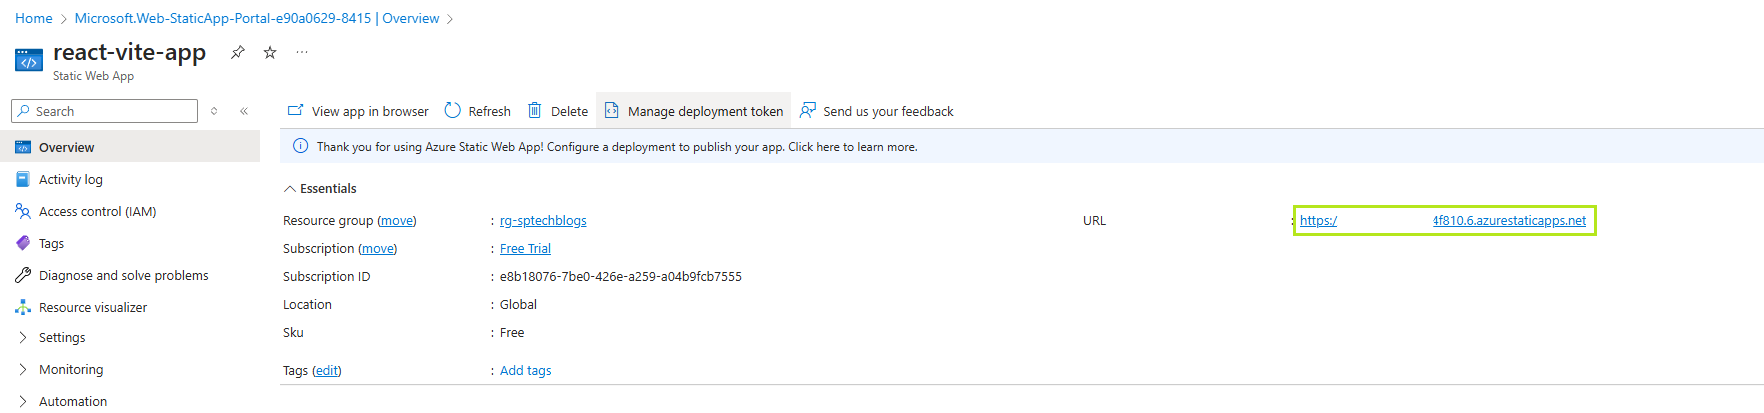 Home > Microsoft.Web-StaticApp-Portal-e90a0629-8415 | Overview >
react-vite-app
Static Web App
Search
Overview
Activity log
Access control (IAM)
Tags
Diagnose and solve problems
Resource visualizer
Settings
Monitoring
Automation
View app in browser Refresh Delete Manage deployment token Send us your feedback
Thank you for using Azure Static Web App! Configure a deployment to publish your app. Click here to learn more.
Essentials
Resource group (move) : rg-sptechblogs
Subscription (move) : Free Trial
Subscription ID : e8b18076-7be0-426e-a259-a04b9fcb7555
Location : Global
Sku : Free
Tags (edit) : Add tags
URL : https:/ 4f810.6.azurestaticapps.net